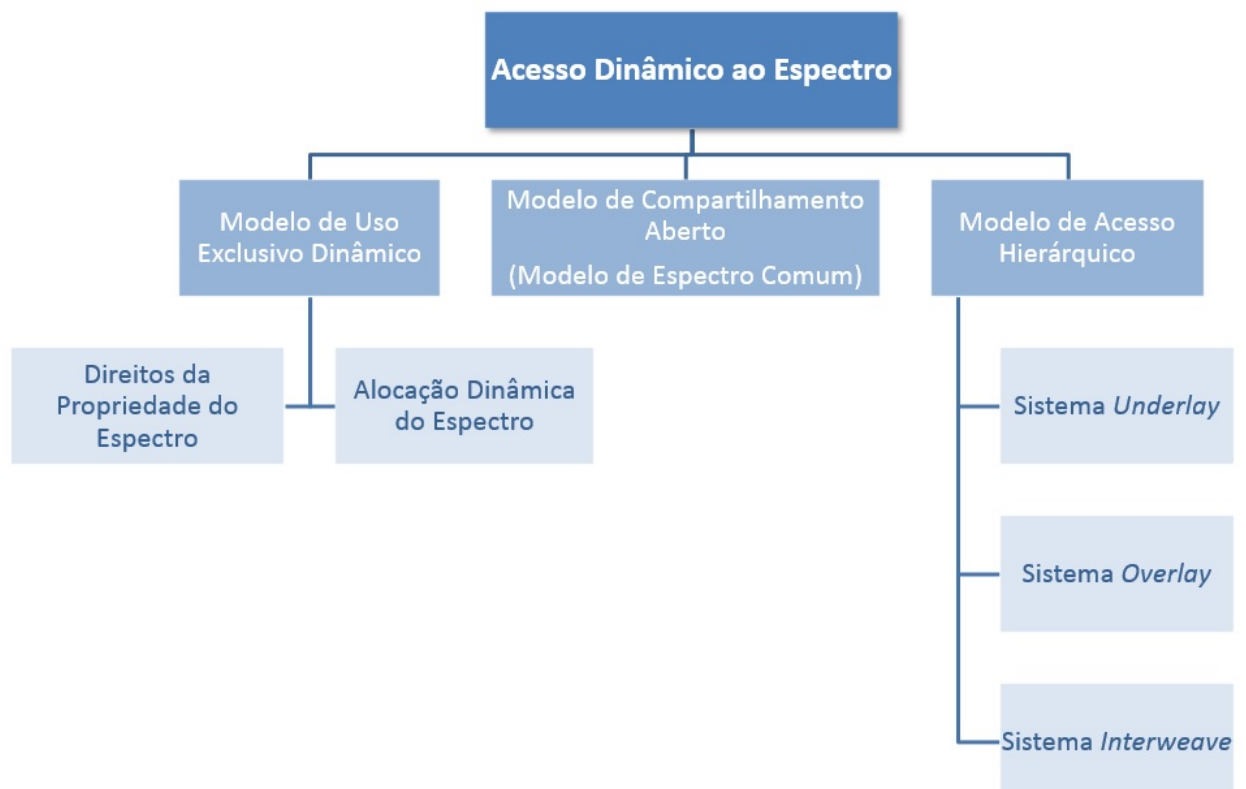 Acesso Dinâmico ao Espectro
Modelo de Uso
Exclusivo Dinâmico
Modelo de Compartilhamento
Aberto
(Modelo de Espectro Comum)
Modelo de Acesso
Hierárquico
Direitos da
Propriedade do
Espectro
Alocação Dinâmica
do Espectro
Sistema Underlay
Sistema Overlay
Sistema Interweave